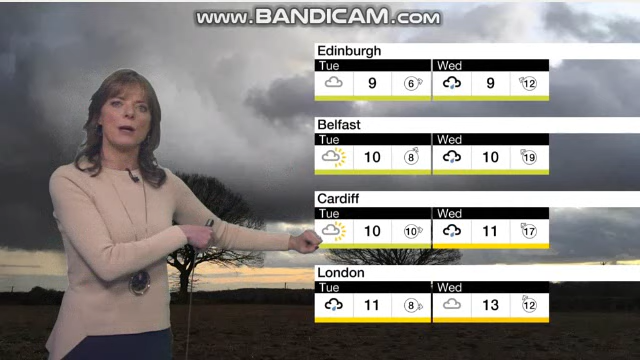 www.BANDICAM.com
Edinburgh
Tue Wed
9 6 9 12
Belfast
Tue Wed
10 8 10 19
Cardiff
Tue Wed
10 10 11 17
London
Tue Wed
11 8 13 12